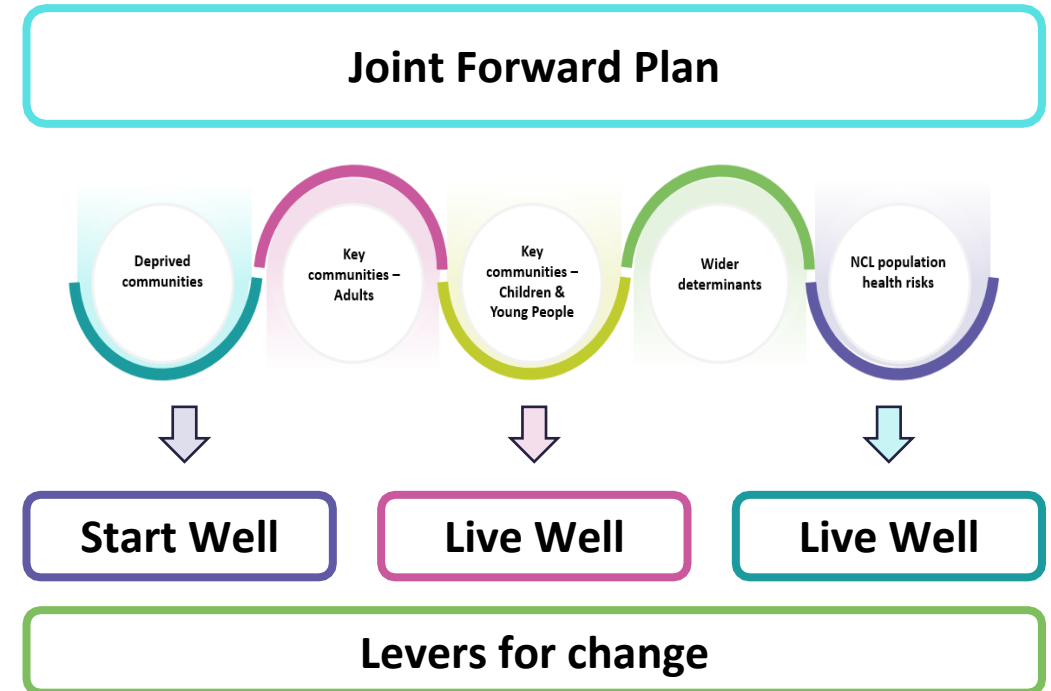 Joint Forward Plan
Deprived
communities
Key
communities –
Adults
Key
communities –
Children &
Young People
Wider
determinants
NCL population
health risks
Start Well
Live Well
Live Well
Levers for change